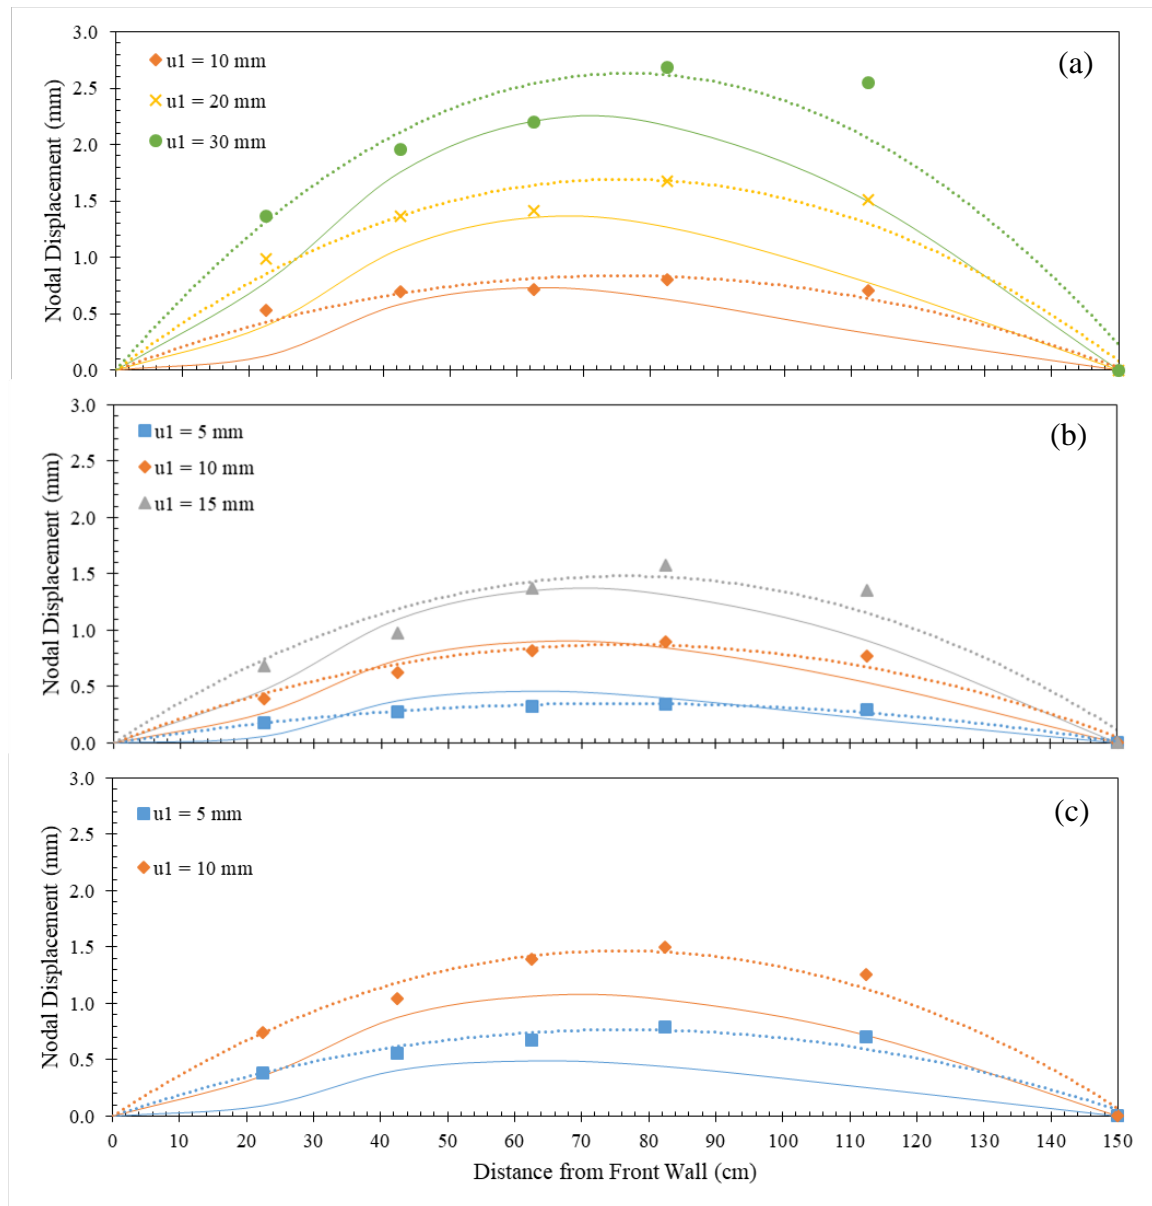 (a)
u1 = 10 mm
u1 = 20 mm
u1 = 30 mm
Nodal Displacement (mm)
3.0
2.5
2.0
1.5
1.0
0.5
0.0
(b)
u1 = 5 mm
u1 = 10 mm
u1 = 15 mm
Nodal Displacement (mm)
3.0
2.5
2.0
1.5
1.0
0.5
0.0
(c)
u1 = 5 mm
u1 = 10 mm
Nodal Displacement (mm)
3.0
2.5
2.0
1.5
1.0
0.5
0.0
0 10 20 30 40 50 60 70 80 90 100 110 120 130 140 150
Distance from Front Wall (cm)